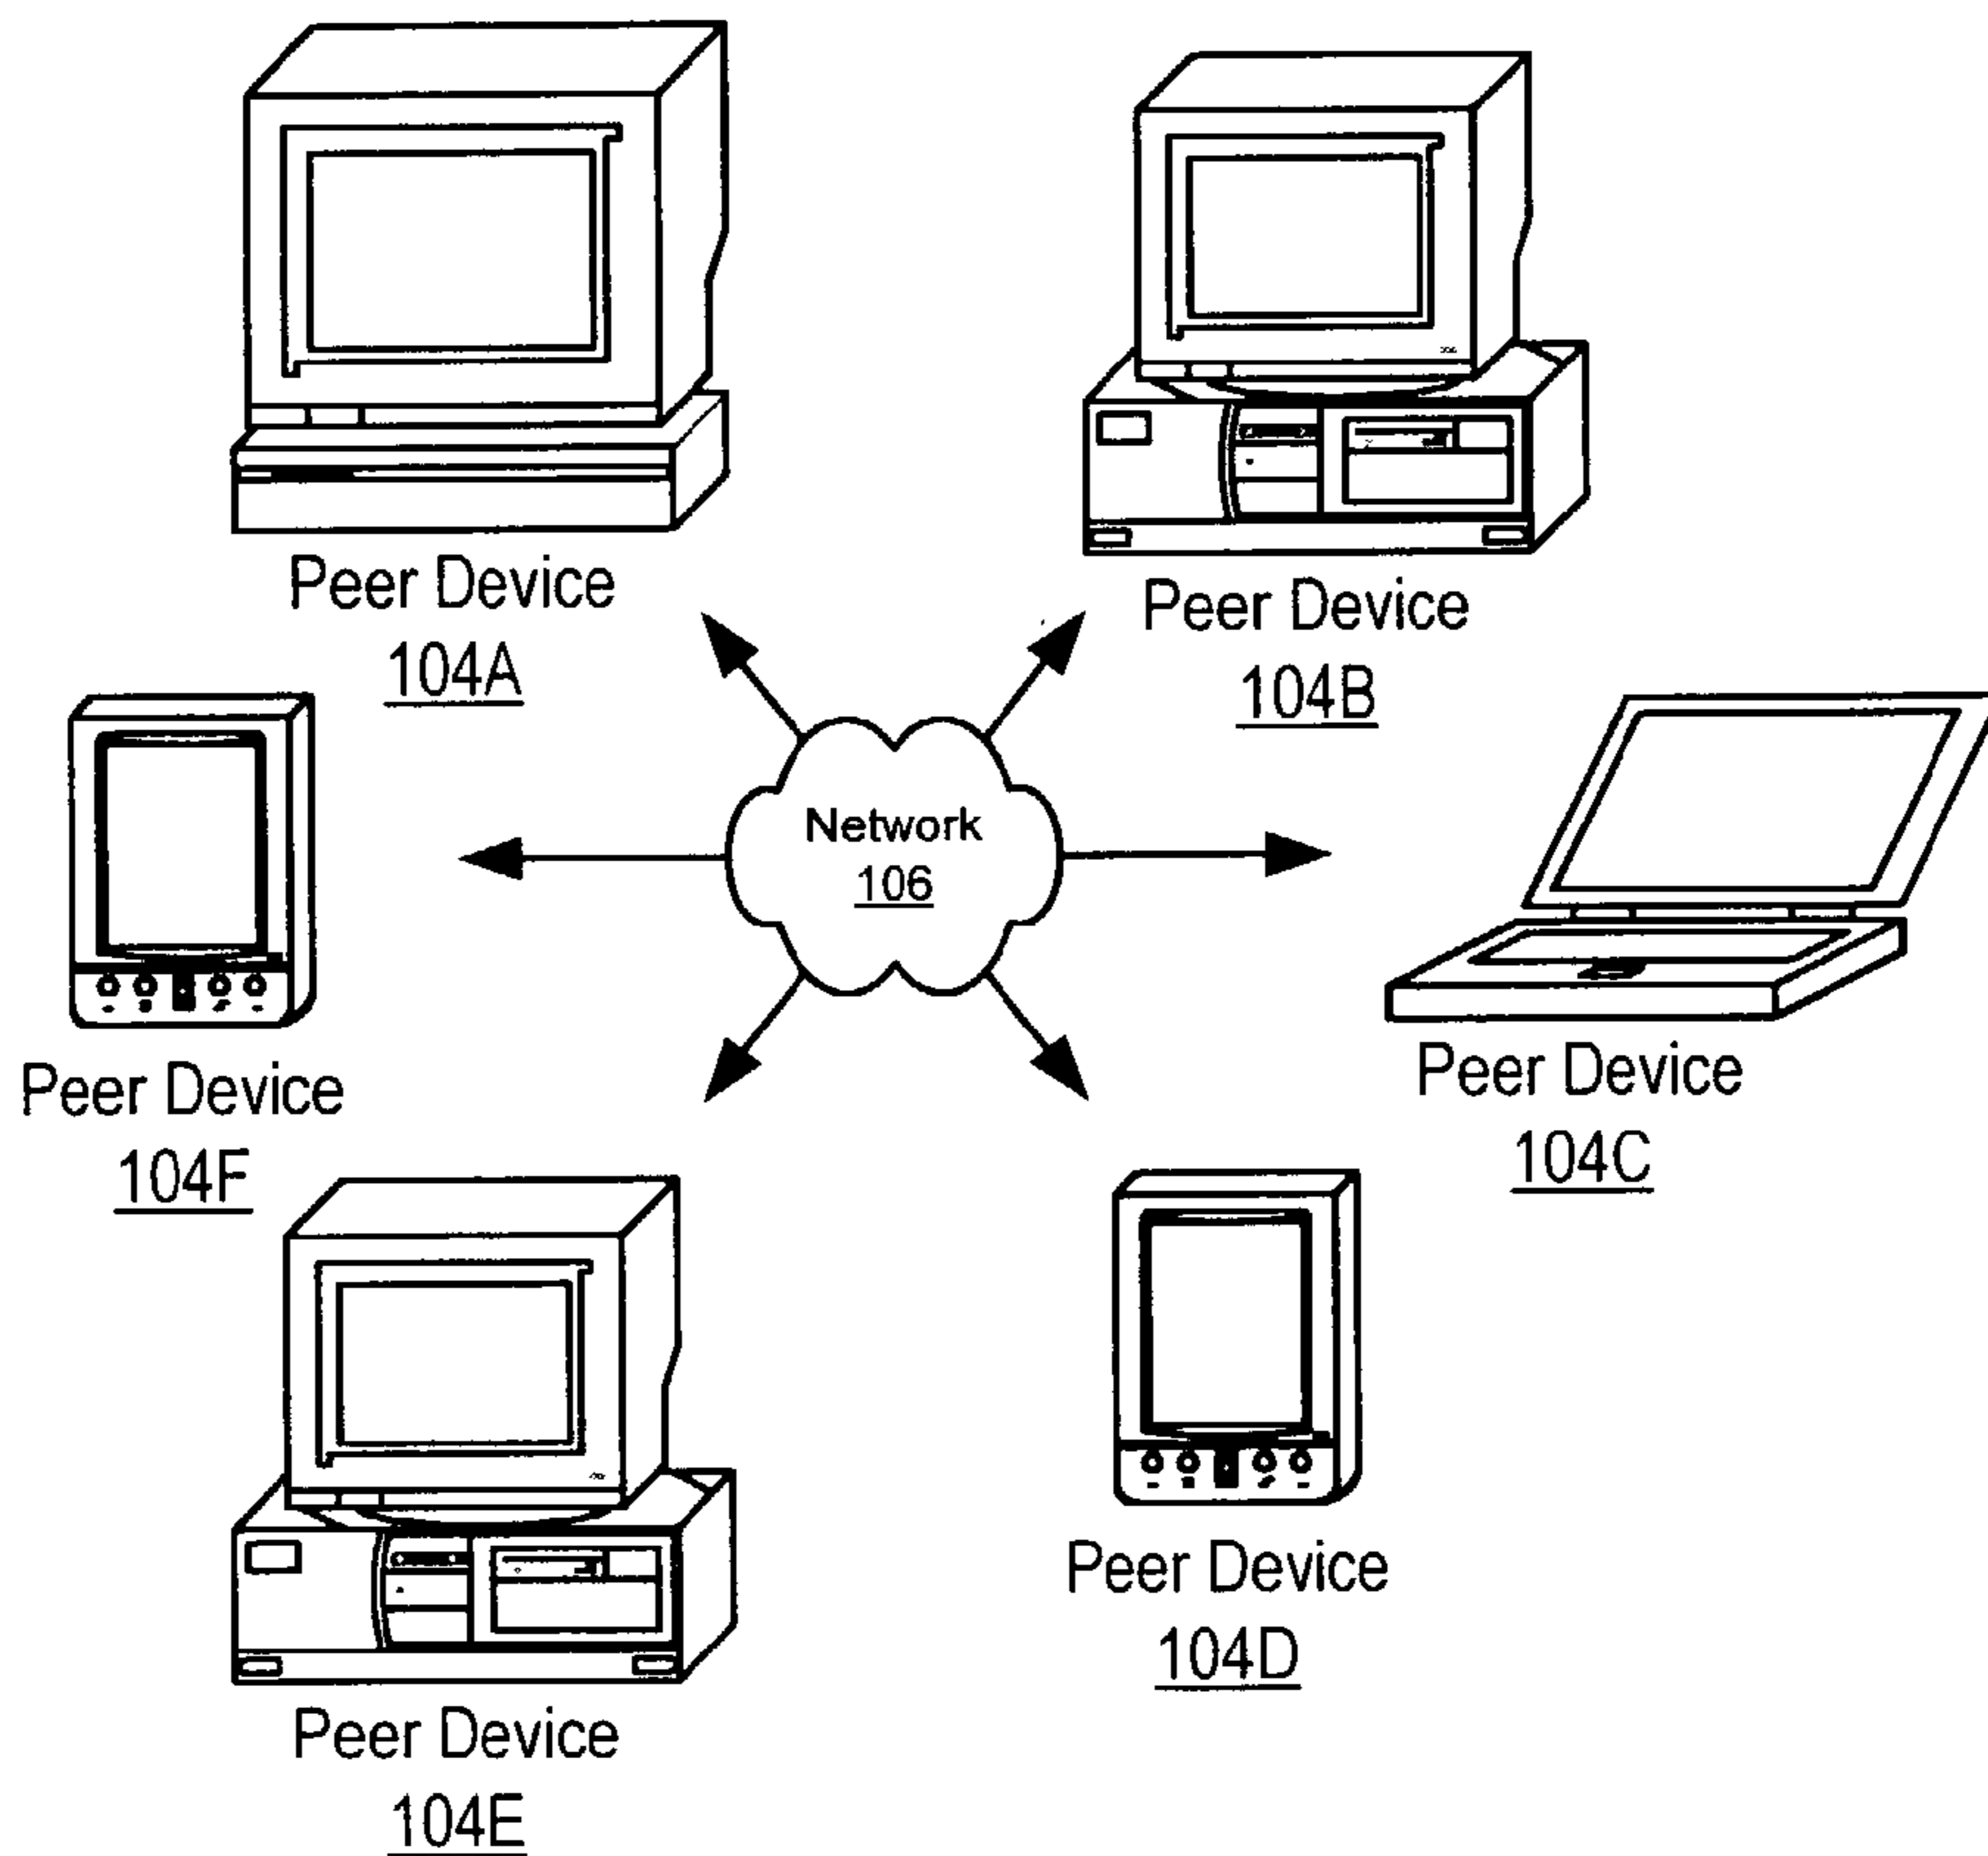 Peer Device
104A
Peer Device
104B
Network
106
Peer Device
104F
Peer Device
104C
Peer Device
104D
Peer Device
104E